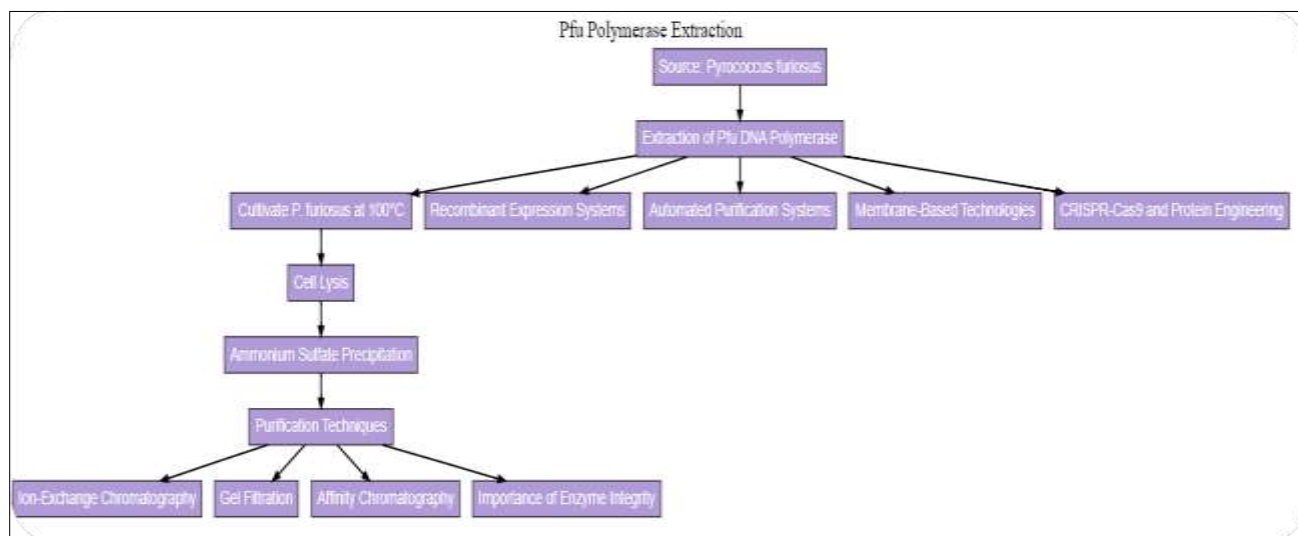 Pfu Polymerase Extraction
Source: Pyrococcus furiosus
Extraction of Pfu DNA Polymerase
Cultivate P. furiosus at 100°C
Recombinant Expression Systems
Automated Purification Systems
Membrane-Based Technologies
CRISPR-Cas9 and Protein Engineering
Cell Lysis
Ammonium Sulfate Precipitation
Purification Techniques
Ion-Exchange Chromatography
Gel Filtration
Affinity Chromatography
Importance of Enzyme Integrity